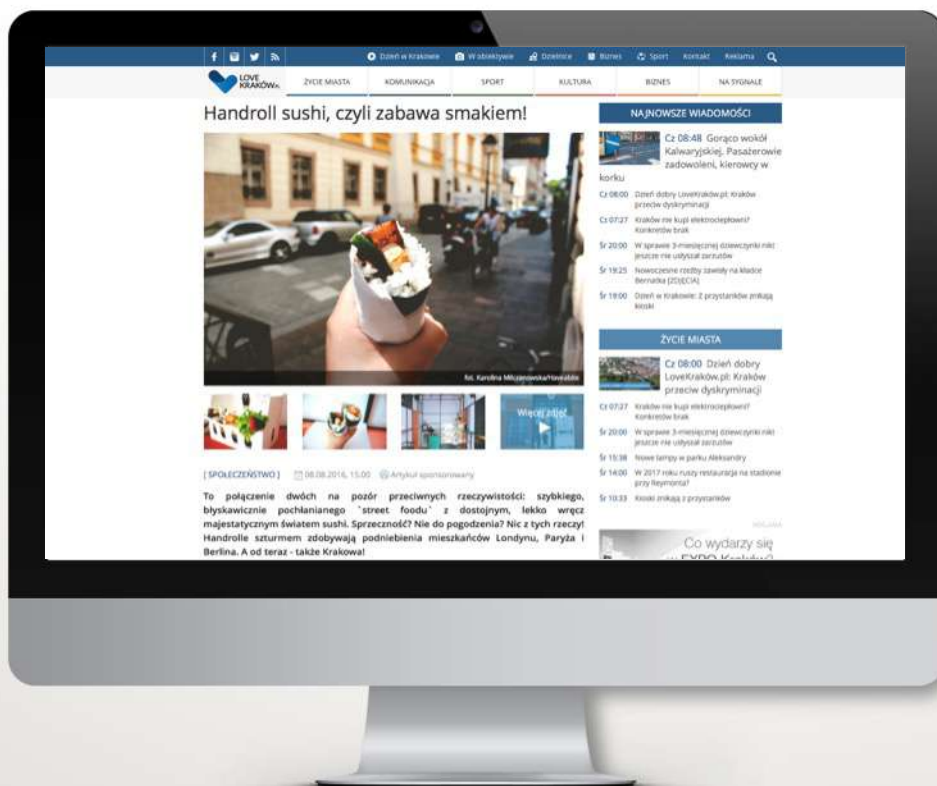 Dzień w Krakowie W obiektywie Dzielnice Biznes Sport Kontakt Reklama
LOVE
KRAKÓW.PL
ŻYCIE MIASTA KOMUNIKACJA SPORT KULTURA BIZNES NA SYGNALE
Handroll sushi, czyli zabawa smakiem!
fot. Karolina Milczanowska/Haveabite
Więcej zdjęć
[ SPOŁECZEŃSTWO ] 08.08.2016, 15.00 Artykuł sponsorowany
To połączenie dwóch na pozór przeciwnych rzeczywistości: szybkiego,
błyskawicznie pochłanianego `street foodu` z dostojnym, lekko wręcz
majestatycznym światem sushi. Sprzeczność? Nie do pogodzenia? Nic z tych rzeczy!
Handrolle szturmem zdobywają podniebienia mieszkańców Londynu, Paryża i
Berlina. A od teraz - także Krakowa!
NAJNOWSZE WIADOMOŚCI
Cz 08:48 Gorąco wokół
Kalwaryjskiej. Pasażerowie
zadowoleni, kierowcy w
korku
Cz 08:00 Dzień dobry LoveKraków.pl: Kraków
przeciw dyskryminacji
Cz 07:27 Kraków nie kupi elektrociepłowni?
Konkretów brak
Śr 20:00 W sprawie 3-miesięcznej dziewczynki nikt
jeszcze nie usłyszał zarzutów
Śr 19:25 Nowoczesne rzeźby zawisły na kładce
Bernatka [ZDJĘCIA]
Śr 19:00 Dzień w Krakowie: Z przystanków znikają
kioski
ŻYCIE MIASTA
Cz 08:00 Dzień dobry
LoveKraków.pl: Kraków
przeciw dyskryminacji
Cz 07:27 Kraków nie kupi elektrociepłowni?
Konkretów brak
Śr 20:00 W sprawie 3-miesięcznej dziewczynki nikt
jeszcze nie usłyszał zarzutów
Śr 15:38 Nowe lampy w parku Aleksandry
Śr 14:00 W 2017 roku ruszy restauracja na stadionie
przy Reymonta?
Śr 10:33 Kioski znikają z przystanków
REKLAMA
Co wydarzy się
w EXPO Kraków?